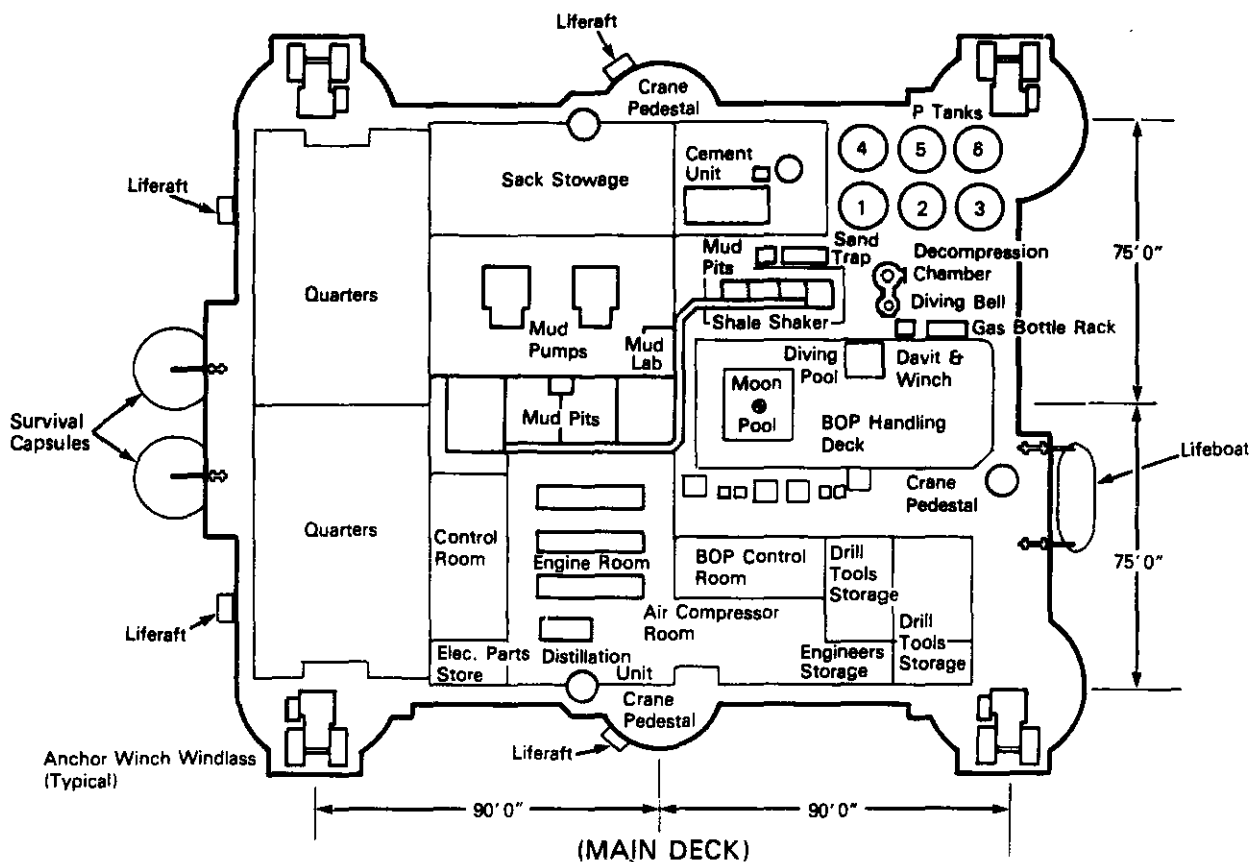 Liferaft
Crane
Pedestal
P Tanks
4
5
6
Cement
Unit
Liferaft
Sack Stowage
1
2
3
Mud
Pits
Sand
Trap
Decompression
Chamber
75'0"
Quarters
Diving Bell
Shale Shaker
Gas Bottle Rack
Mud
Pumps
Mud
Lab
Diving
Pool
Davit &
Winch
Moon
Pool
Survival
Capsules
Mud Pits
BOP Handling
Deck
Lifeboat
Crane
Pedestal
Quarters
Control
Room
Engine Room
BOP Control
Room
Drill
Tools
Storage
75'0"
Liferaft
Air Compressor
Room
Drill
Tools
Storage
Elec. Parts
Store
Distillation
Unit
Engineers
Storage
Crane
Pedestal
Anchor Winch Windlass
(Typical)
Liferaft
90'0"
90'0"
(MAIN DECK)